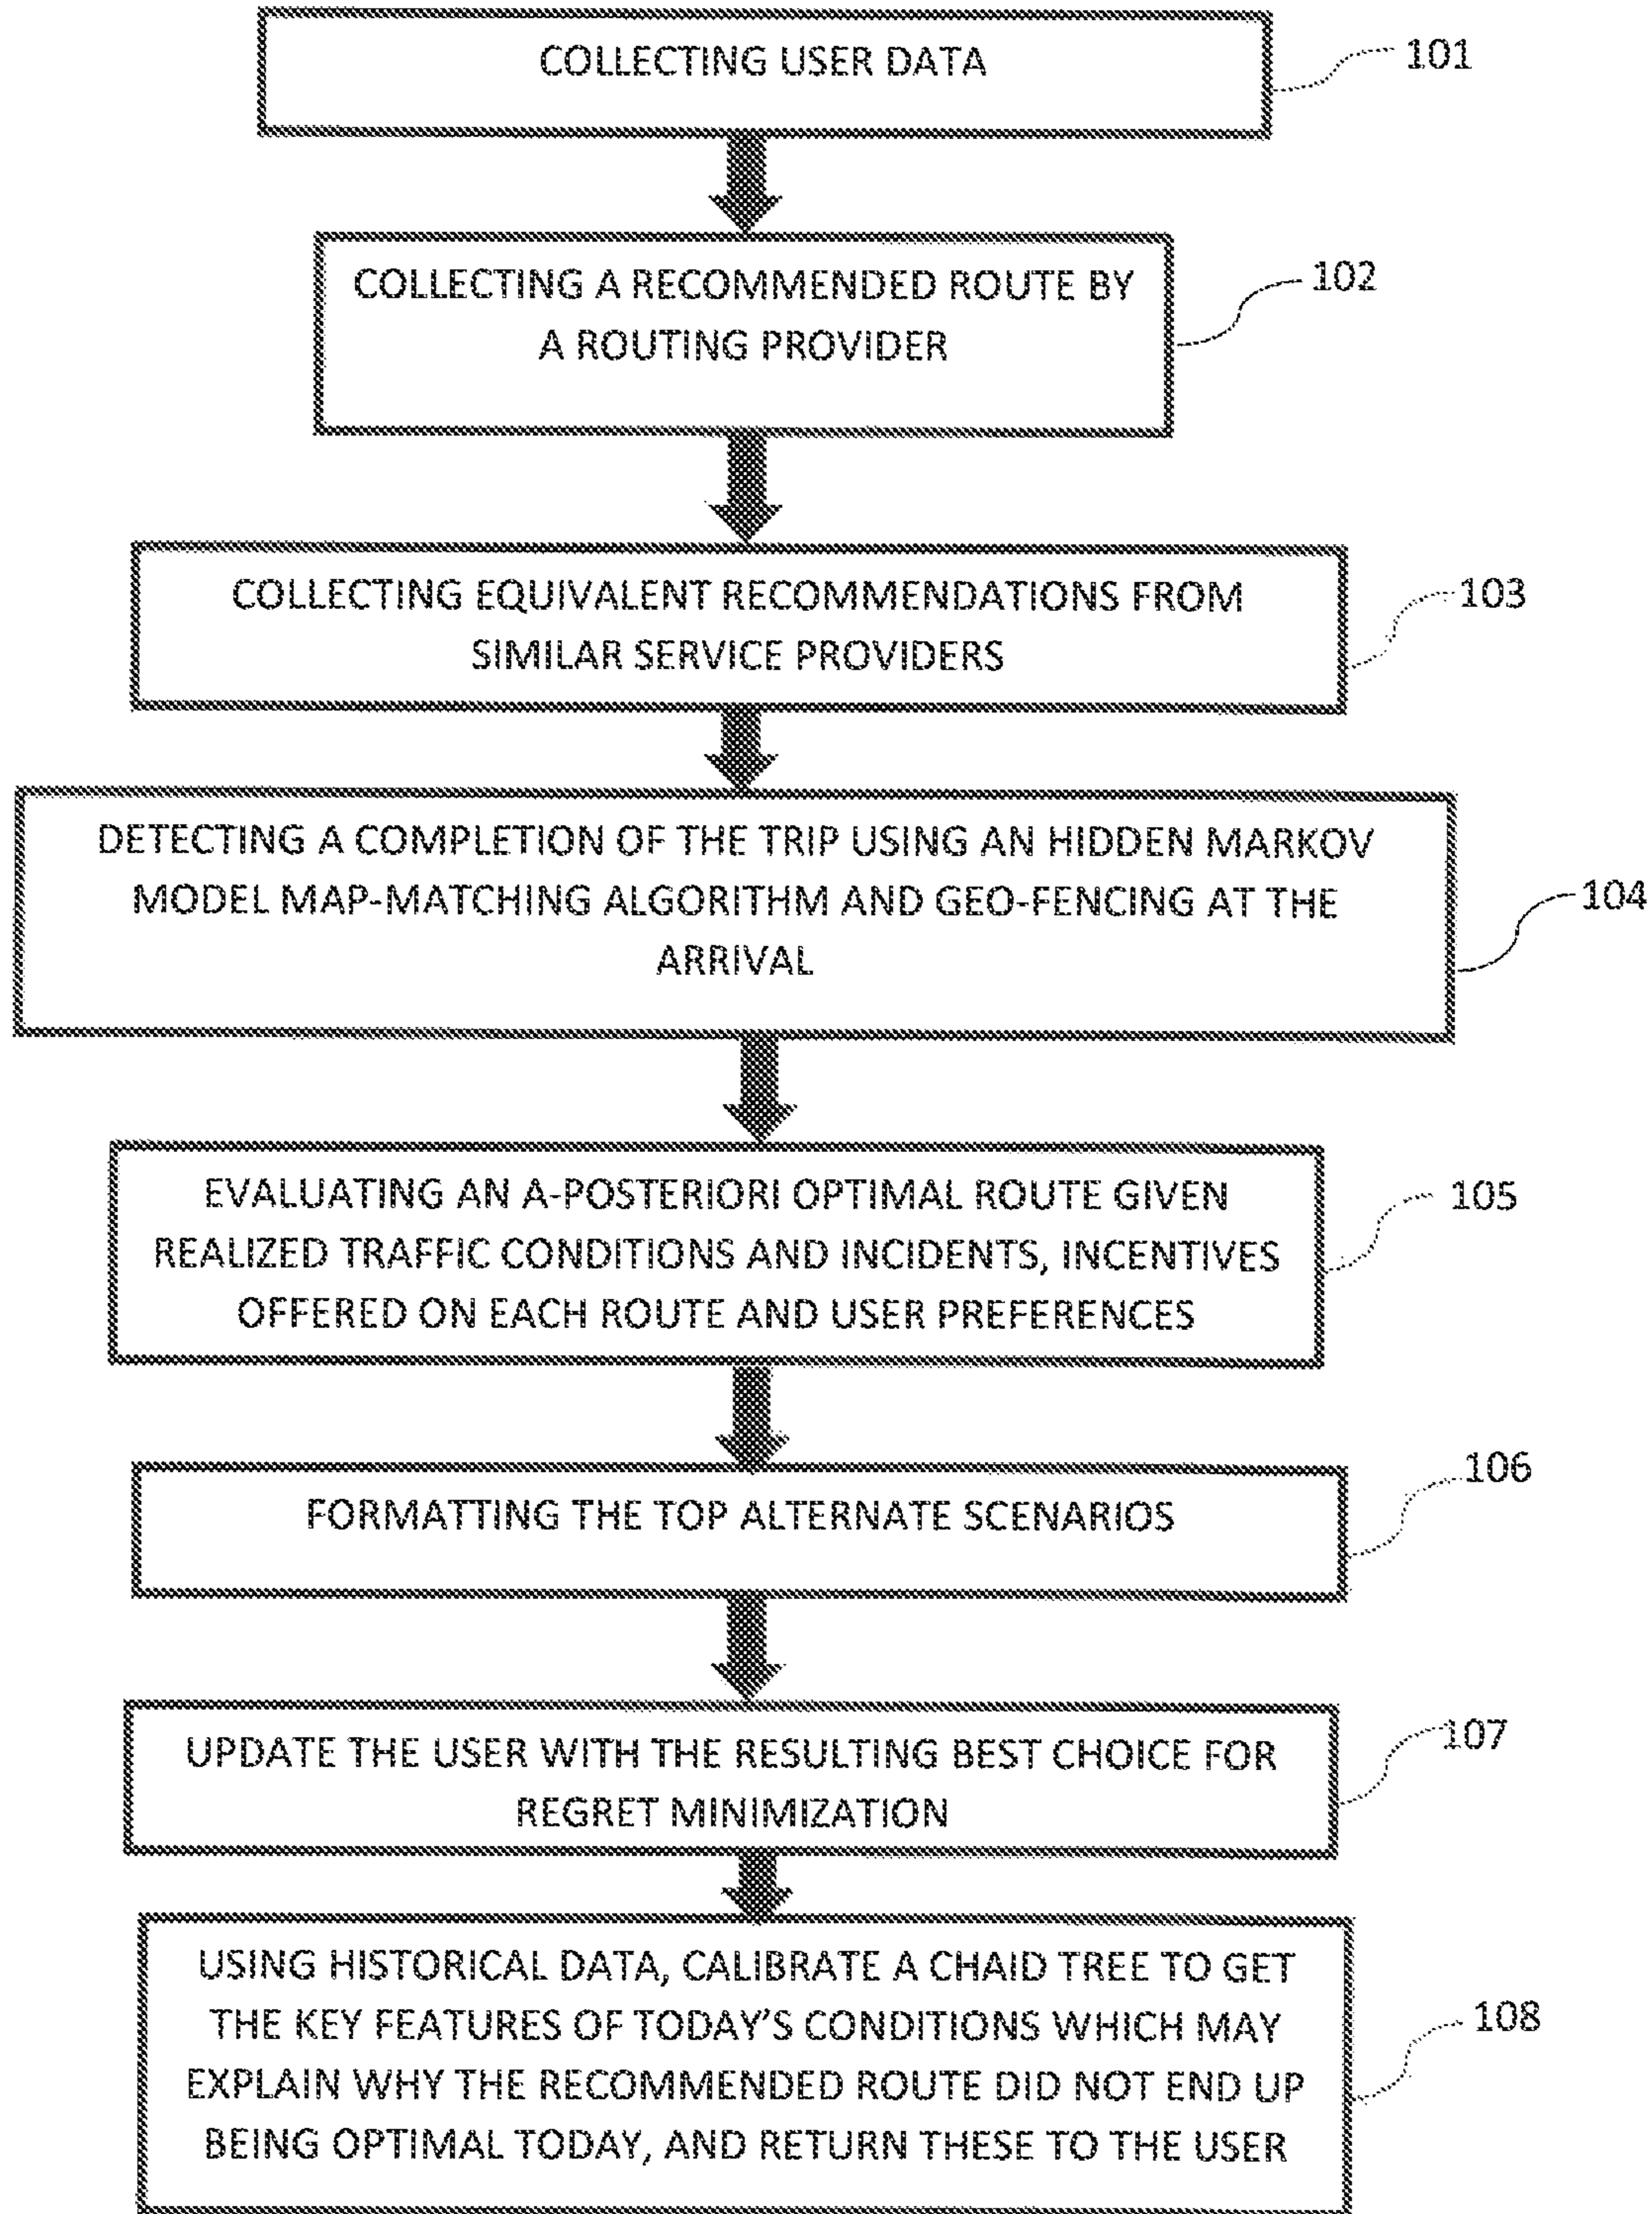 COLLECTING USER DATA
101
COLLECTING A RECOMMENDED ROUTE BY
A ROUTING PROVIDER
102
COLLECTING EQUIVALENT RECOMMENDATIONS FROM
SIMILAR SERVICE PROVIDERS
103
DETECTING A COMPLETION OF THE TRIP USING AN HIDDEN MARKOV
MODEL MAP-MATCHING ALGORITHM AND GEO-FENCING AT THE
ARRIVAL
104
EVALUATING AN A-POSTERIORI OPTIMAL ROUTE GIVEN
REALIZED TRAFFIC CONDITIONS AND INCIDENTS, INCENTIVES
OFFERED ON EACH ROUTE AND USER PREFERENCES
105
FORMATTING THE TOP ALTERNATE SCENARIOS
106
UPDATE THE USER WITH THE RESULTING BEST CHOICE FOR
REGRET MINIMIZATION
107
USING HISTORICAL DATA, CALIBRATE A CHAID TREE TO GET
THE KEY FEATURES OF TODAY'S CONDITIONS WHICH MAY
EXPLAIN WHY THE RECOMMENDED ROUTE DID NOT END UP
BEING OPTIMAL TODAY, AND RETURN THESE TO THE USER
108